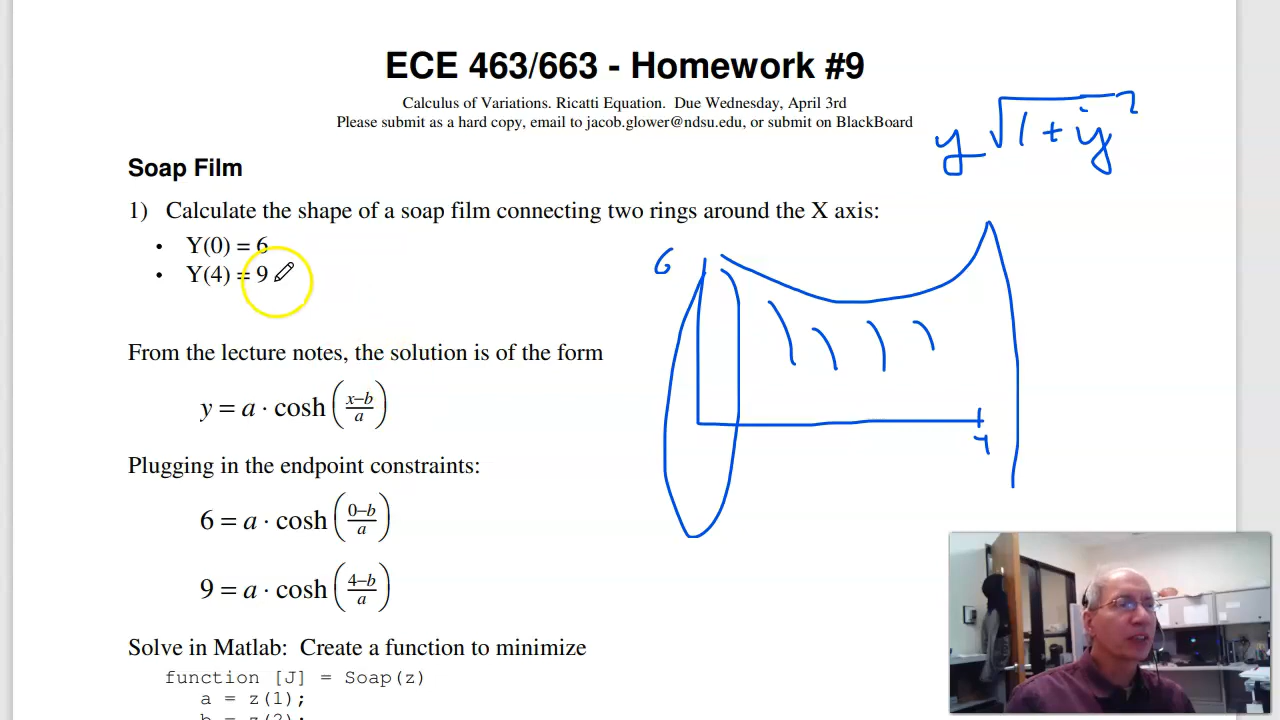 ECE 463/663 - Homework #9
Calculus of Variations. Ricatti Equation. Due Wednesday, April 3rd
Please submit as a hard copy, email to jacob.glower@ndsu.edu, or submit on BlackBoard
y√(1 + ẏ²)
Soap Film
1) Calculate the shape of a soap film connecting two rings around the X axis:
• Y(0) = 6
• Y(4) = 9
6
4
From the lecture notes, the solution is of the form
y = a · cosh((x–b)/a)
Plugging in the endpoint constraints:
6 = a · cosh((0–b)/a)
9 = a · cosh((4–b)/a)
Solve in Matlab: Create a function to minimize
function [J] = Soap(z)
a = z(1);
b = z(2);